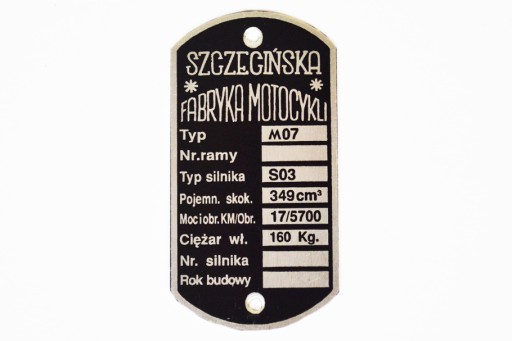 SZCZECIŃSKA
* FABRYKA MOTOCYKLI *
Typ M07
Nr.ramy
Typ silnika S03
Pojemn. skok. 349cm³
Moc i obr. KM/Obr. 17/5700
Ciężar wł. 160 Kg.
Nr. silnika
Rok budowy